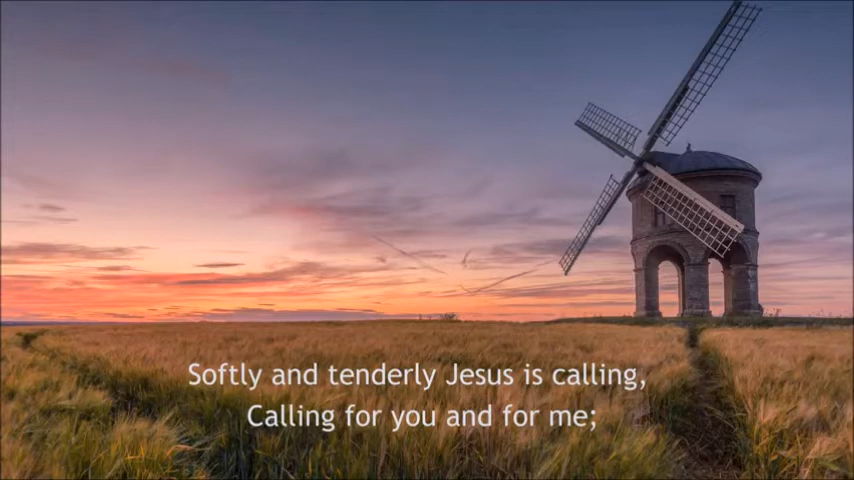 Softly and tenderly Jesus is calling,
Calling for you and for me;